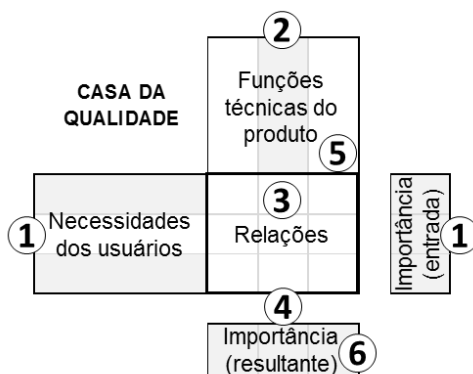 2
CASA DA
QUALIDADE
Funções
técnicas do
produto
5
1
Necessidades
dos usuários
3
Relações
Importância
(entrada)
1
4
Importância
(resultante)
6